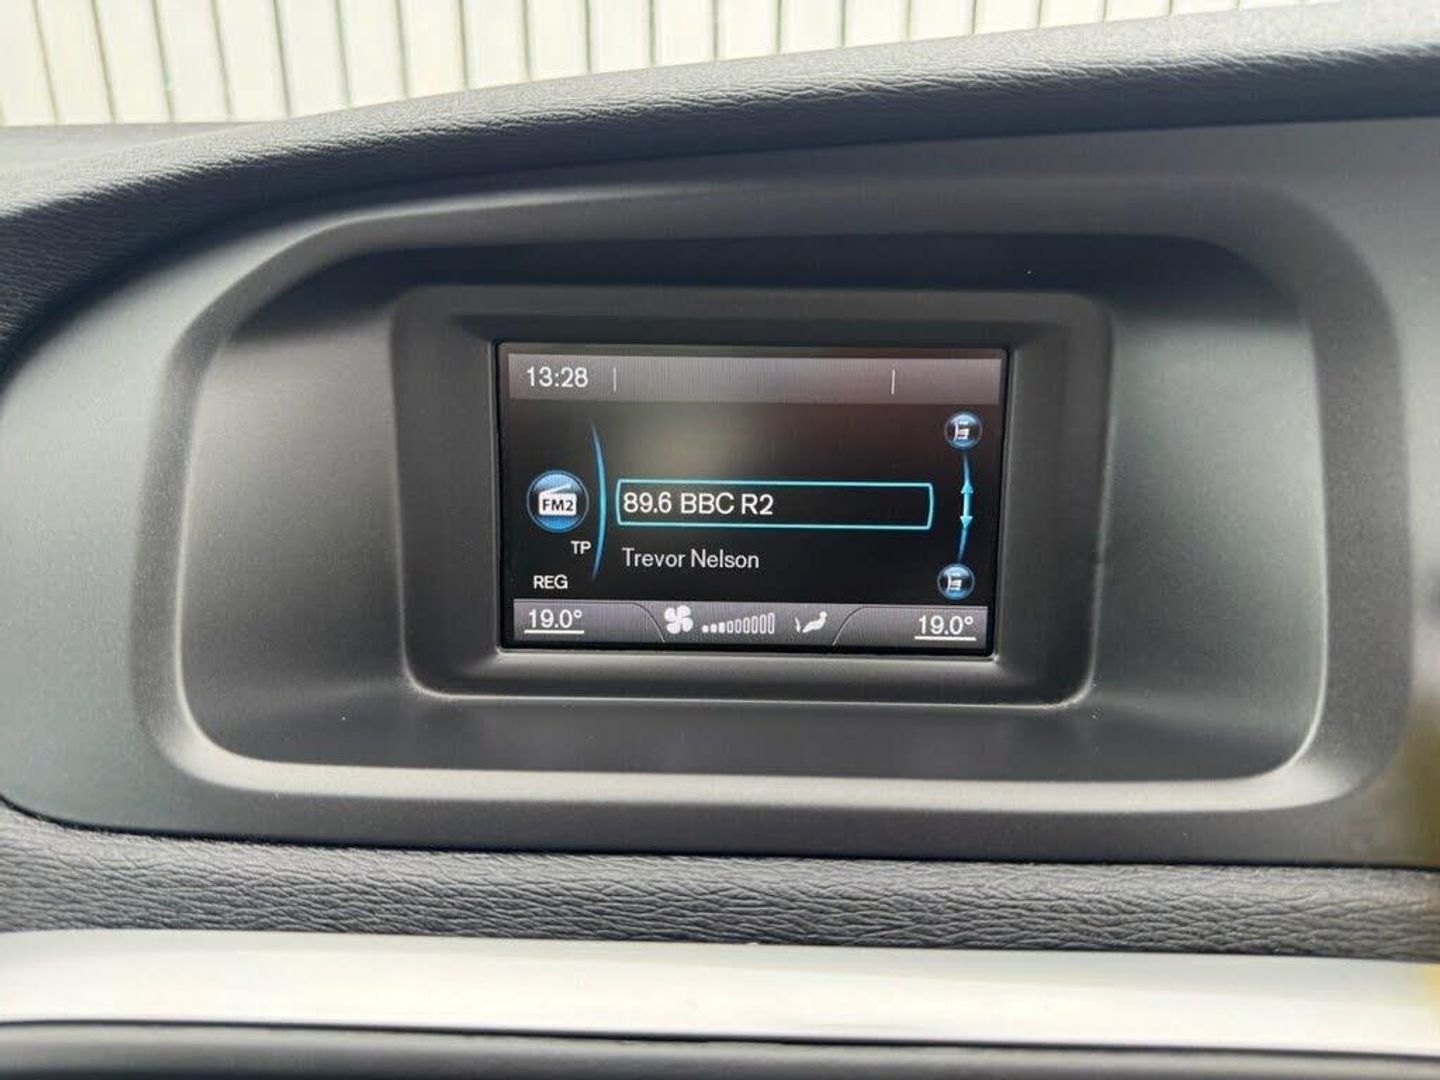 13:28
FM2
89.6 BBC R2
TP
Trevor Nelson
REG
19.0°
19.0°